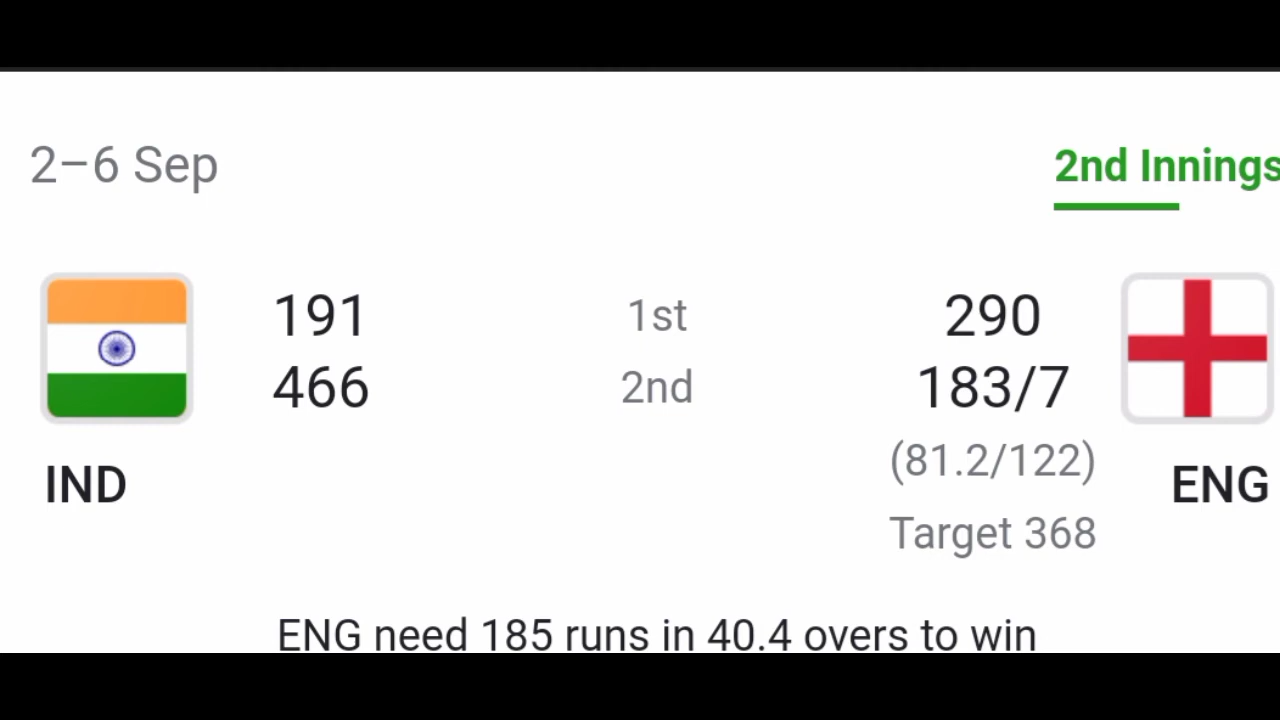 2–6 Sep
2nd Innings
191 1st 290
466 2nd 183/7
(81.2/122)
IND ENG
Target 368
ENG need 185 runs in 40.4 overs to win